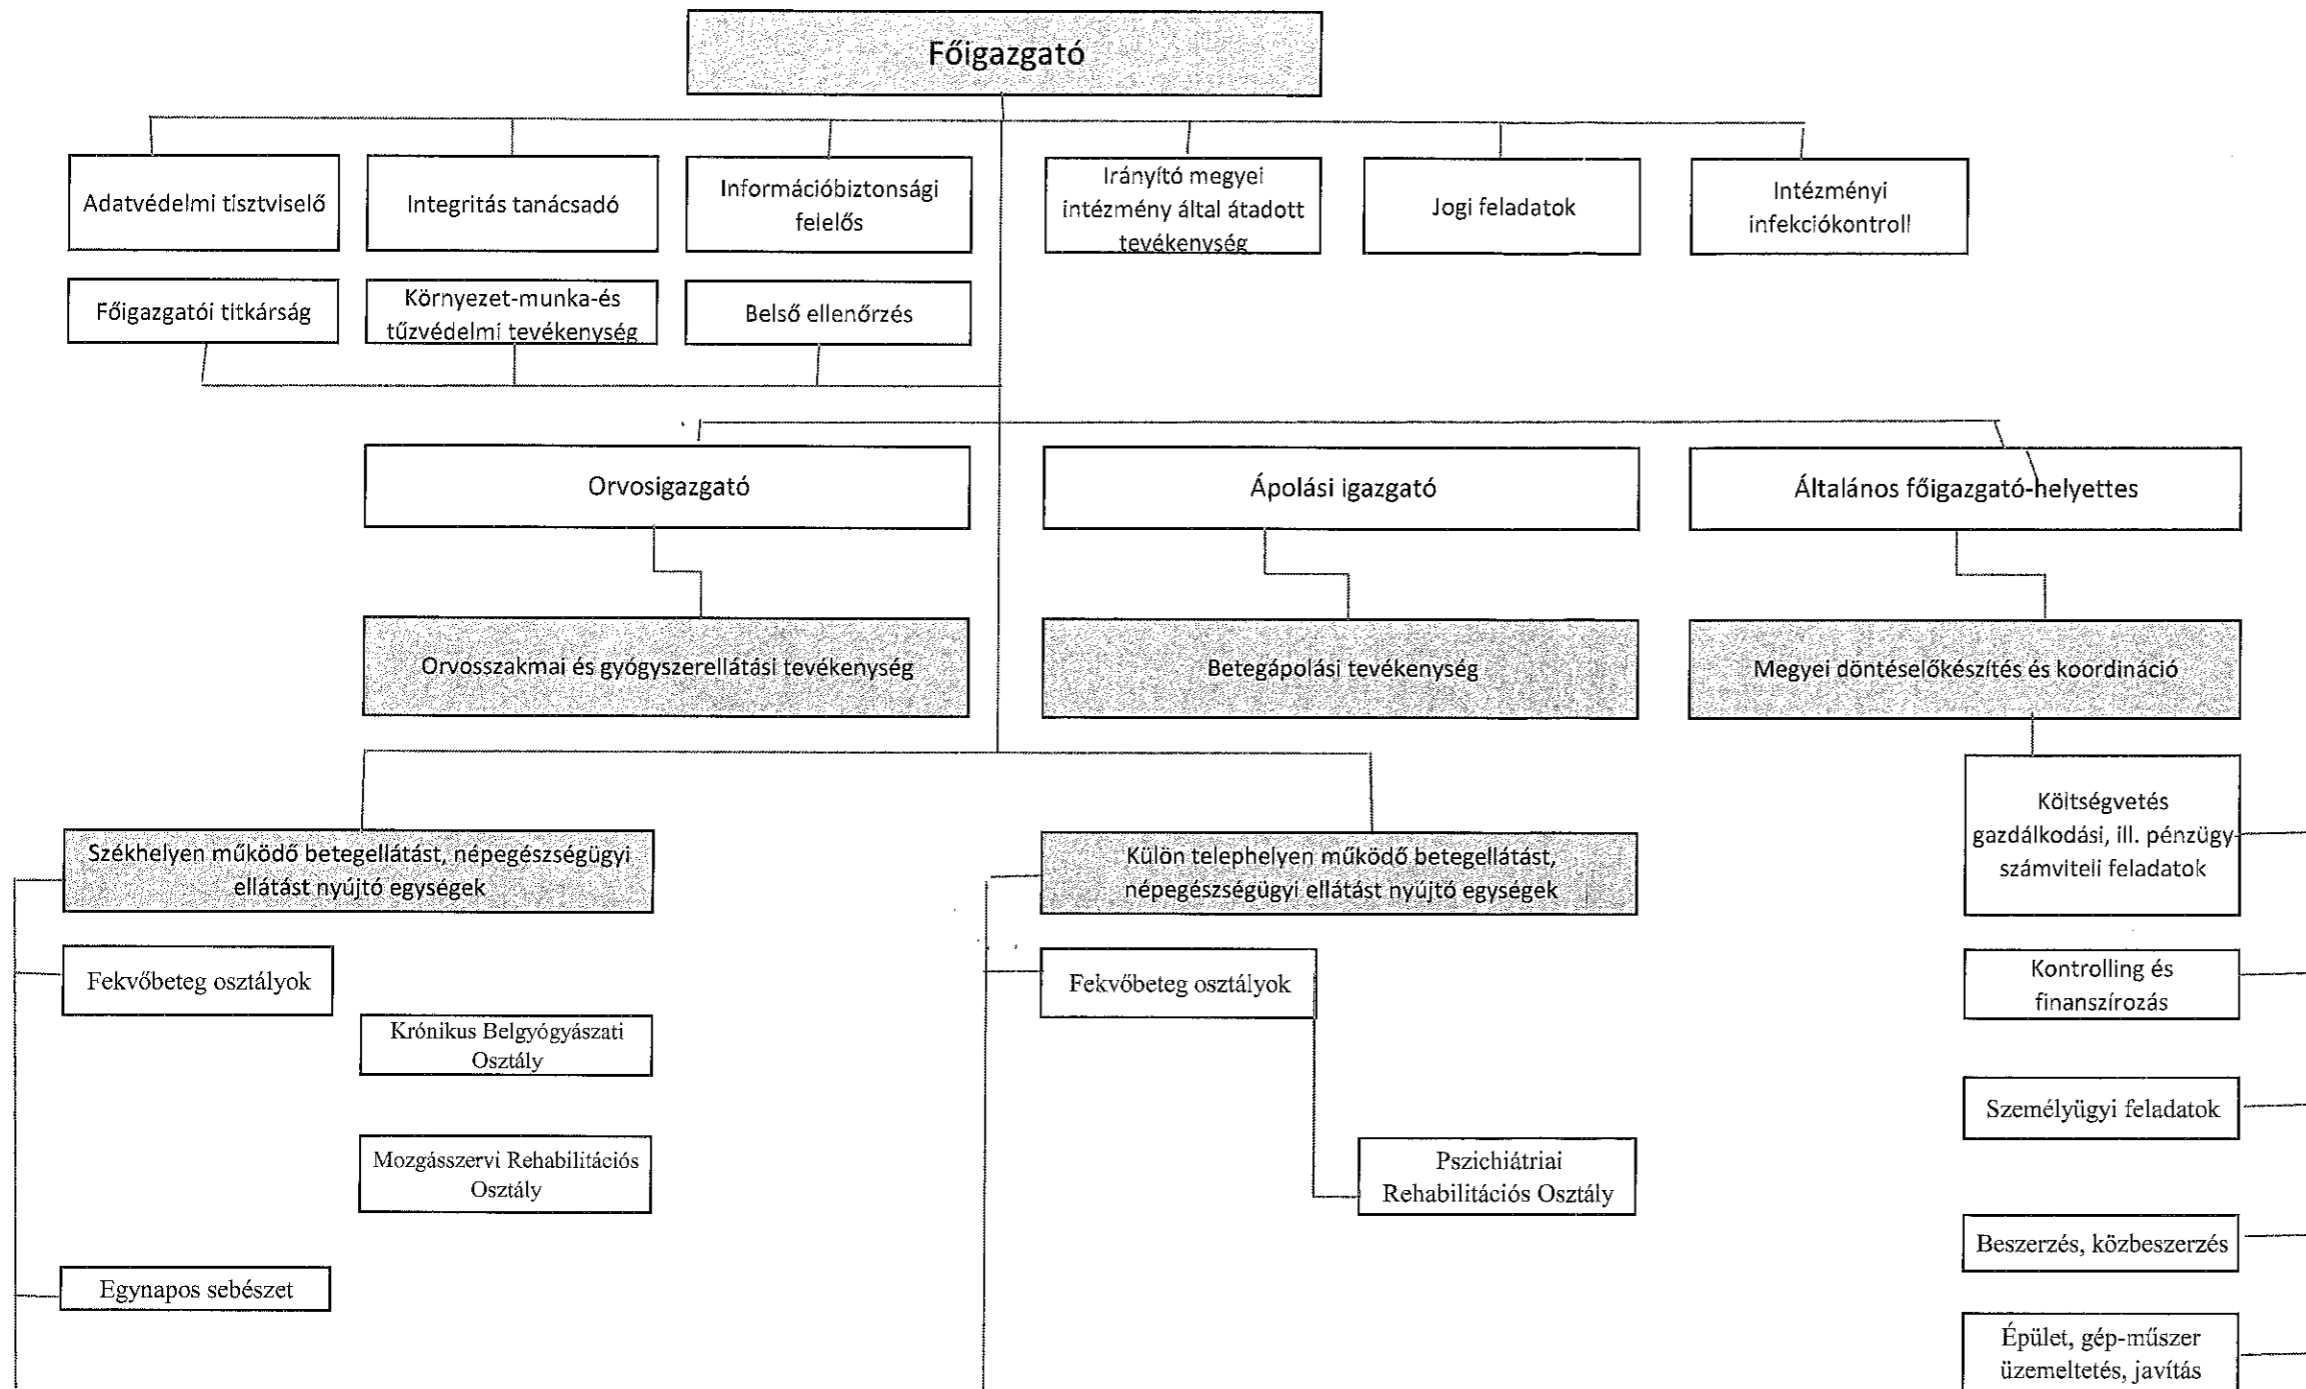 Főigazgató
Adatvédelmi tisztviselő
Integritás tanácsadó
Információbiztonsági
felelős
Irányító megyei
intézmény által átadott
tevékenység
Jogi feladatok
Intézményi
infekciókontroll
Főigazgatói titkárság
Környezet-munka-és
tűzvédelmi tevékenység
Belső ellenőrzés
Orvosigazgató
Ápolási igazgató
Általános főigazgató-helyettes
Orvosszakmai és gyógyszerellátási tevékenység
Betegápolási tevékenység
Megyei döntéselőkészítés és koordináció
Költségvetés
gazdálkodási, ill. pénzügy
számviteli feladatok
Székhelyen működő betegellátást, népegészségügyi
ellátást nyújtó egységek
Külön telephelyen működő betegellátást,
népegészségügyi ellátást nyújtó egységek
Fekvőbeteg osztályok
Fekvőbeteg osztályok
Kontrolling és
finanszírozás
Krónikus Belgyógyászati
Osztály
Személyügyi feladatok
Mozgásszervi Rehabilitációs
Osztály
Pszichiátriai
Rehabilitációs Osztály
Beszerzés, közbeszerzés
Egynapos sebészet
Épület, gép-műszer
üzemeltetés, javítás